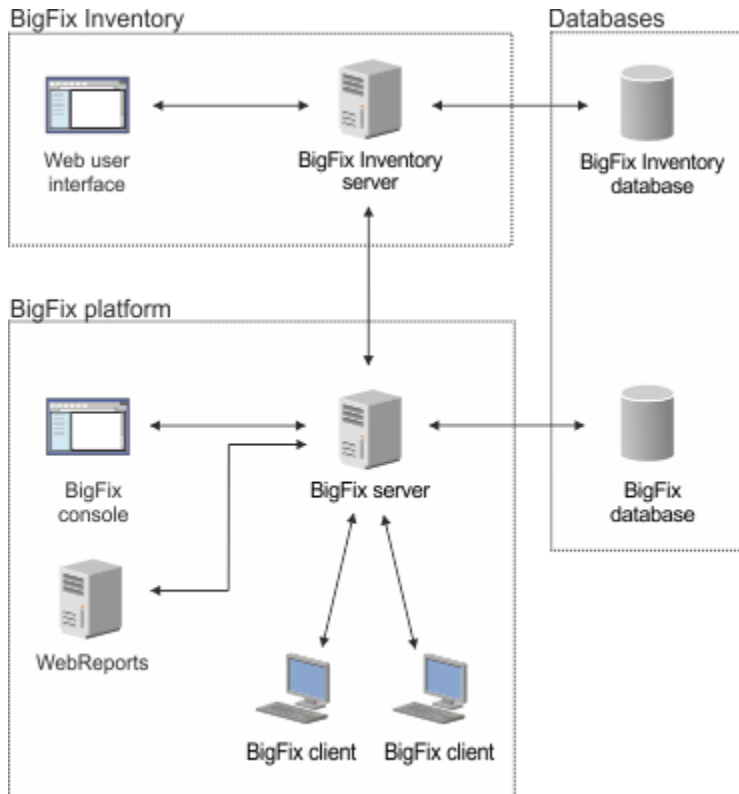 BigFix Inventory
Databases
Web user
interface
BigFix Inventory
server
BigFix Inventory
database
BigFix platform
BigFix
console
BigFix server
BigFix
database
WebReports
BigFix client
BigFix client